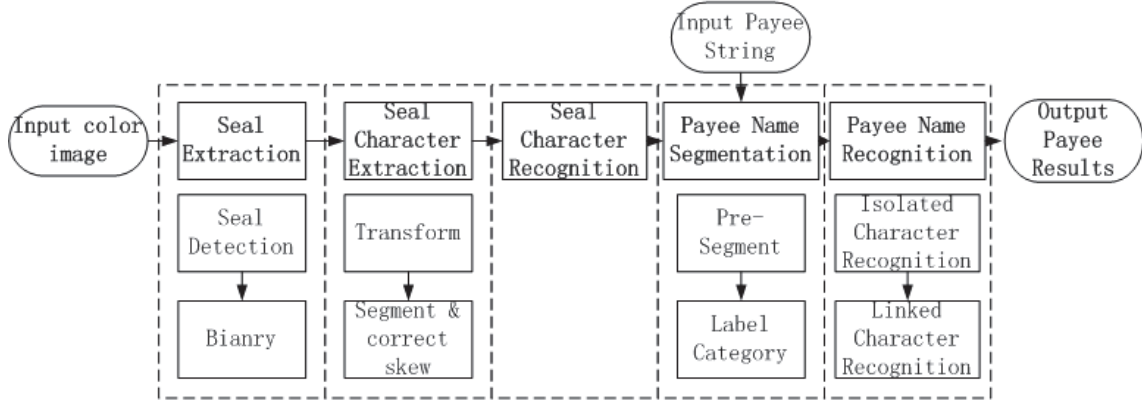 Input Payee
String
Input color
image
Seal
Extraction
Seal
Character
Extraction
Seal
Character
Recognition
Payee Name
Segmentation
Payee Name
Recognition
Output
Payee
Results
Seal
Detection
Bianry
Transform
Segment &
correct
skew
Pre-
Segment
Label
Category
Isolated
Character
Recognition
Linked
Character
Recognition